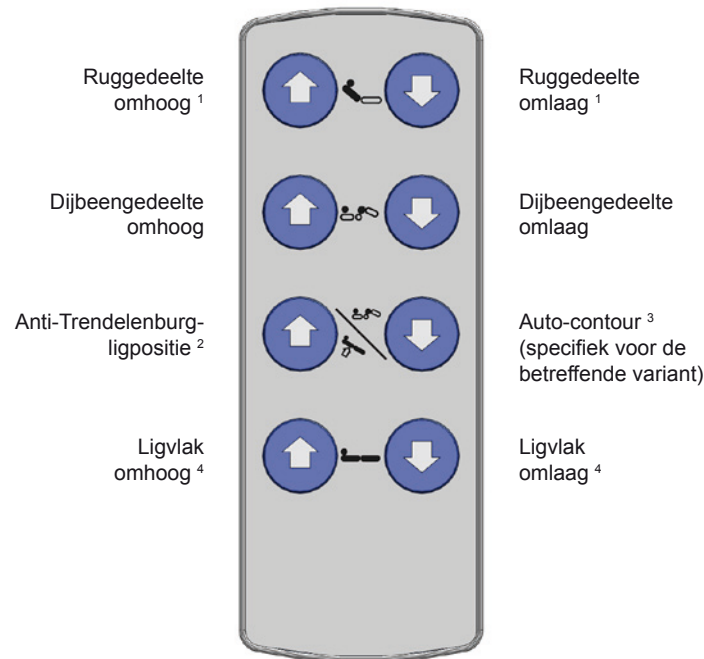 Ruggedeelte
omhoog ¹
Ruggedeelte
omlaag ¹
Dijbeengedeelte
omhoog
Dijbeengedeelte
omlaag
Anti-Trendelenburg-
ligpositie ²
Auto-contour ³
(specifiek voor de
betreffende variant)
Ligvlak
omhoog ⁴
Ligvlak
omlaag ⁴